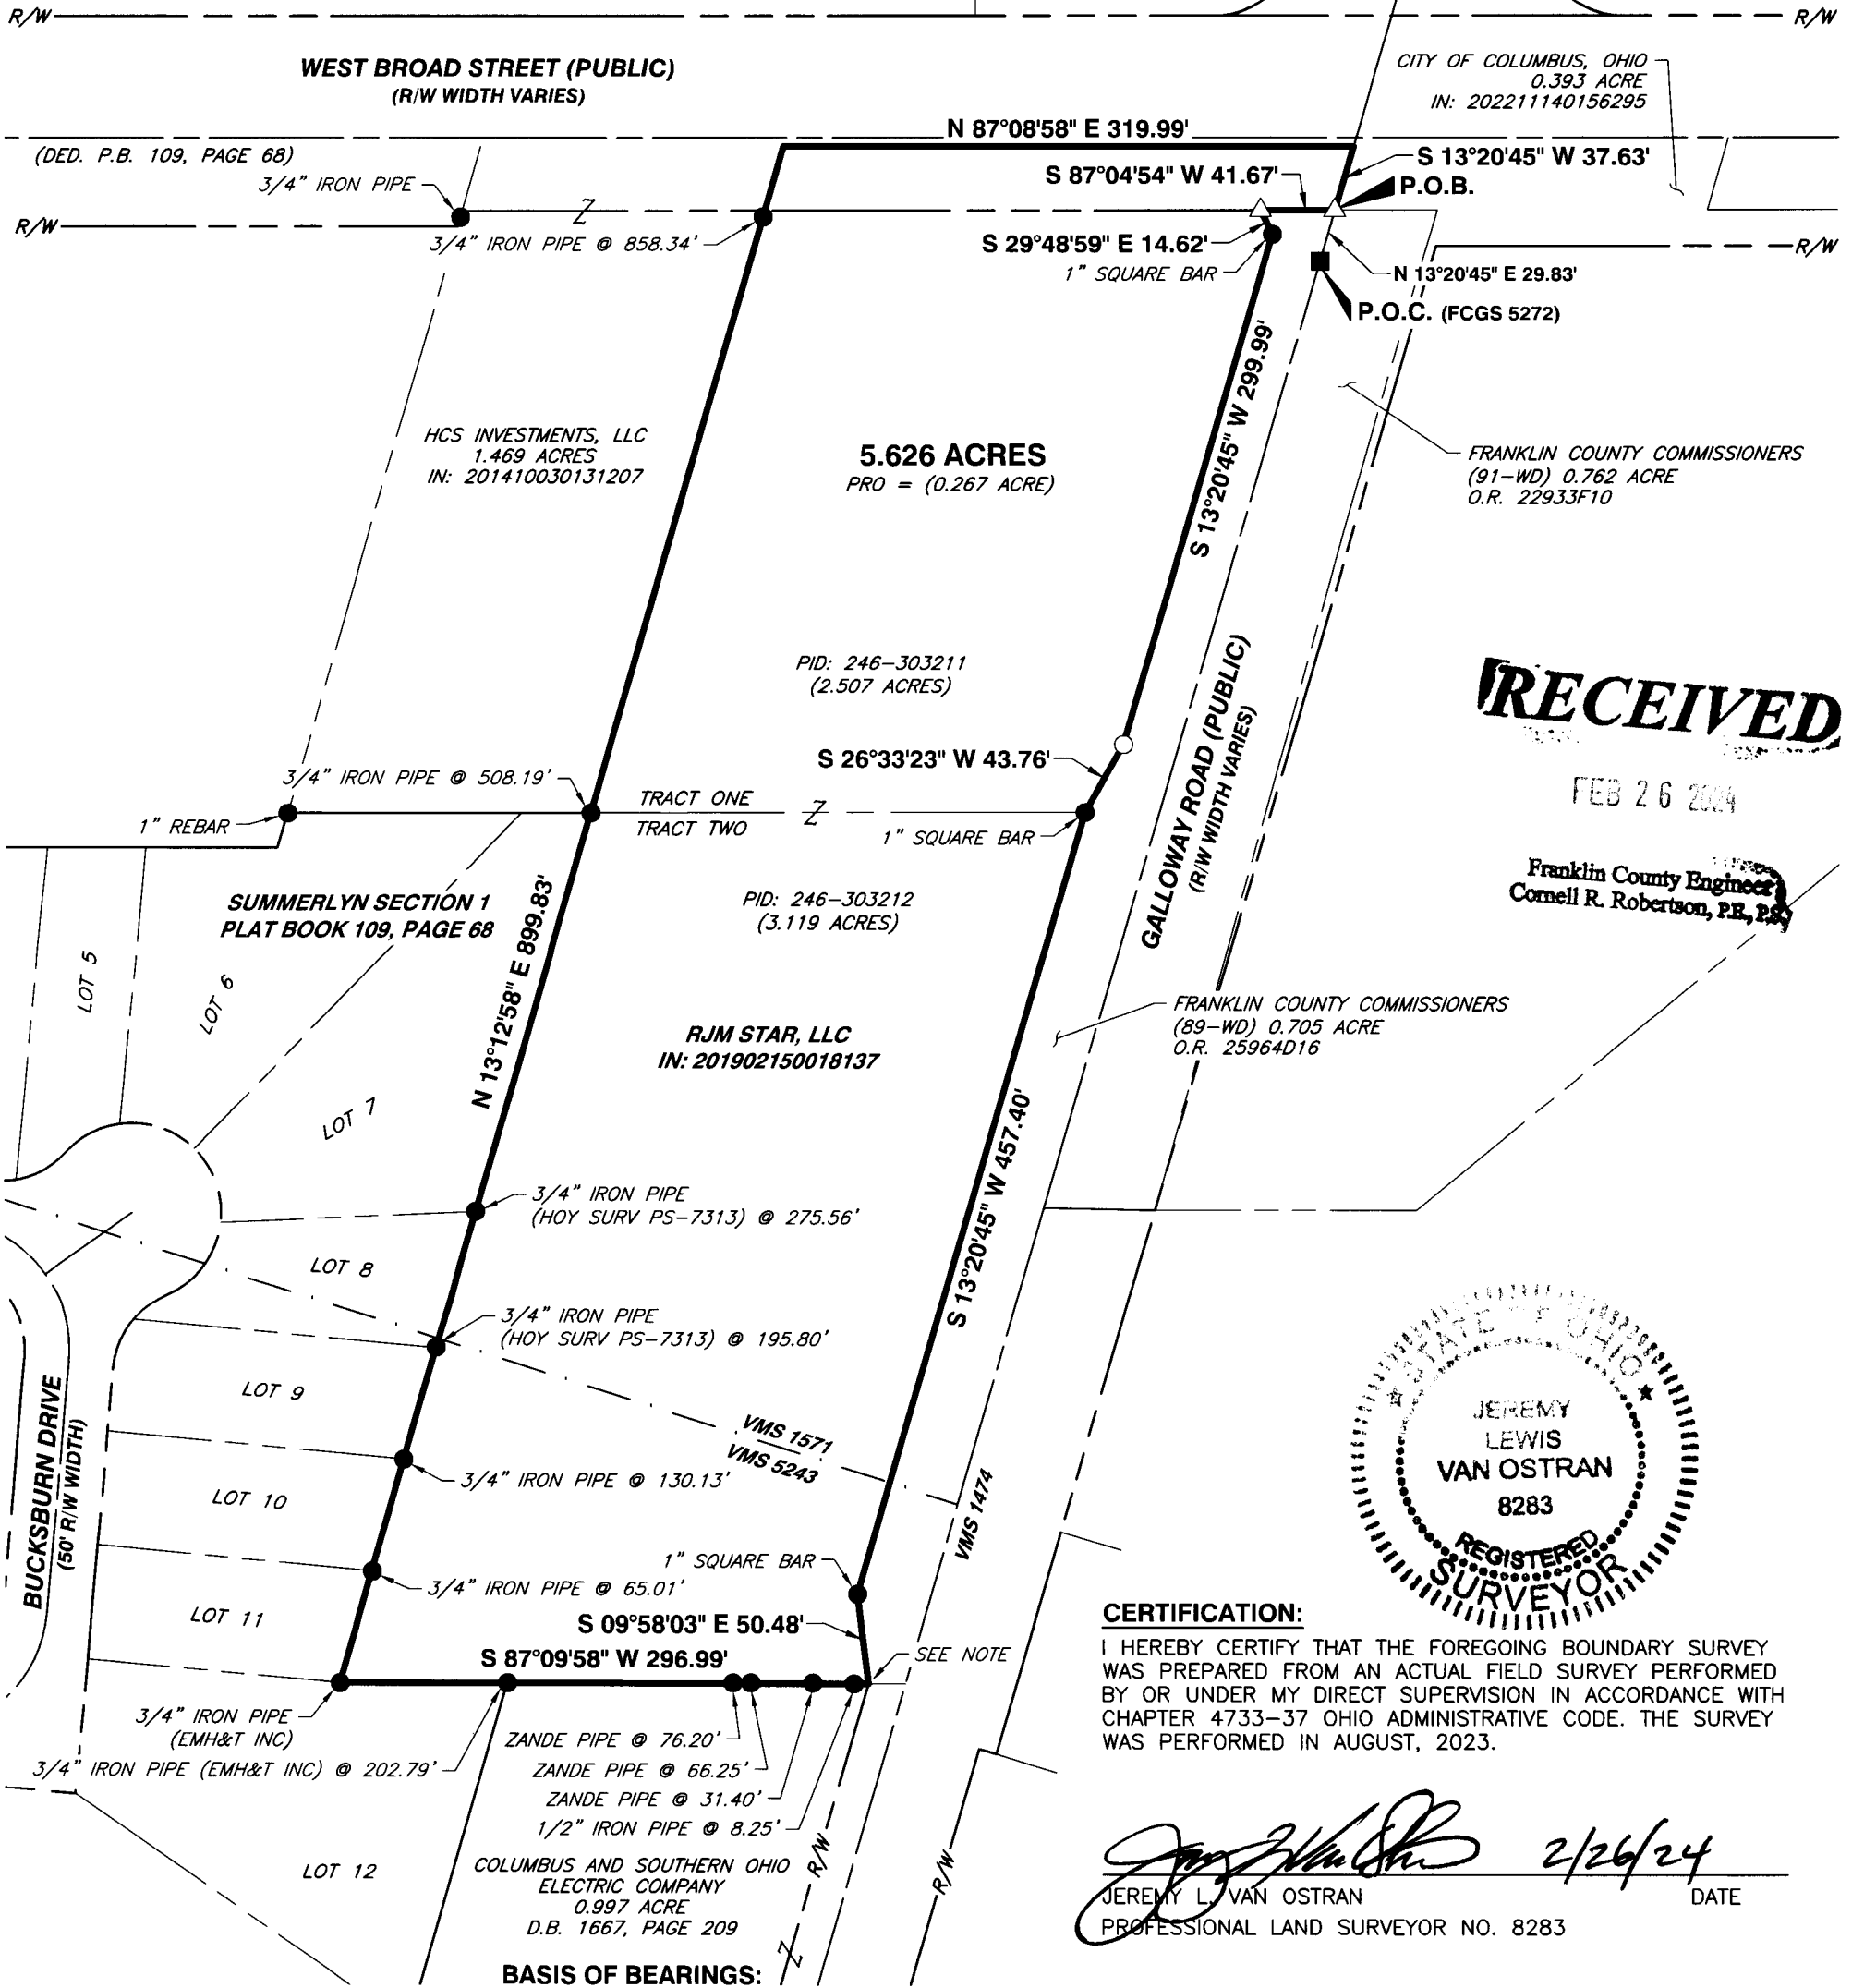 R/W
R/W
WEST BROAD STREET (PUBLIC)
(R/W WIDTH VARIES)
CITY OF COLUMBUS, OHIO
0.393 ACRE
IN: 202211140156295
N 87°08'58" E 319.99'
(DED. P.B. 109, PAGE 68)
3/4" IRON PIPE
S 87°04'54" W 41.67'
S 13°20'45" W 37.63'
P.O.B.
R/W
Z
3/4" IRON PIPE @ 858.34'
S 29°48'59" E 14.62'
1" SQUARE BAR
R/W
N 13°20'45" E 29.83'
P.O.C. (FCGS 5272)
S 13°20'45" W 299.99'
HCS INVESTMENTS, LLC
1.469 ACRES
IN: 201410030131207
5.626 ACRES
PRO = (0.267 ACRE)
FRANKLIN COUNTY COMMISSIONERS
(91-WD) 0.762 ACRE
O.R. 22933F10
PID: 246-303211
(2.507 ACRES)
GALLOWAY ROAD (PUBLIC)
(R/W WIDTH VARIES)
RECEIVED
FEB 26 2024
Franklin County Engineer
Cornell R. Robertson, P.E., P.S.
S 26°33'23" W 43.76'
3/4" IRON PIPE @ 508.19'
1" REBAR
TRACT ONE
Z
TRACT TWO
1" SQUARE BAR
SUMMERLYN SECTION 1
PLAT BOOK 109, PAGE 68
PID: 246-303212
(3.119 ACRES)
LOT 5
LOT 6
N 13°12'58" E 899.83'
RJM STAR, LLC
IN: 201902150018137
FRANKLIN COUNTY COMMISSIONERS
(89-WD) 0.705 ACRE
O.R. 25964D16
LOT 7
S 13°20'45" W 457.40'
3/4" IRON PIPE
(HOY SURV PS-7313) @ 275.56'
LOT 8
3/4" IRON PIPE
(HOY SURV PS-7313) @ 195.80'
LOT 9
VMS 1571
VMS 5243
VMS 1474
BUCKSBURN DRIVE
(50' R/W WIDTH)
3/4" IRON PIPE @ 130.13'
LOT 10
1" SQUARE BAR
3/4" IRON PIPE @ 65.01'
LOT 11
S 09°58'03" E 50.48'
S 87°09'58" W 296.99'
SEE NOTE
3/4" IRON PIPE
(EMH&T INC)
3/4" IRON PIPE (EMH&T INC) @ 202.79'
ZANDE PIPE @ 76.20'
ZANDE PIPE @ 66.25'
ZANDE PIPE @ 31.40'
1/2" IRON PIPE @ 8.25'
LOT 12
COLUMBUS AND SOUTHERN OHIO
ELECTRIC COMPANY
0.997 ACRE
D.B. 1667, PAGE 209
R/W
R/W
Z
BASIS OF BEARINGS:
STATE OF OHIO
JEREMY
LEWIS
VAN OSTRAN
8283
REGISTERED
SURVEYOR
CERTIFICATION:
I HEREBY CERTIFY THAT THE FOREGOING BOUNDARY SURVEY
WAS PREPARED FROM AN ACTUAL FIELD SURVEY PERFORMED
BY OR UNDER MY DIRECT SUPERVISION IN ACCORDANCE WITH
CHAPTER 4733-37 OHIO ADMINISTRATIVE CODE. THE SURVEY
WAS PERFORMED IN AUGUST, 2023.
2/26/24
JEREMY L. VAN OSTRAN
DATE
PROFESSIONAL LAND SURVEYOR NO. 8283